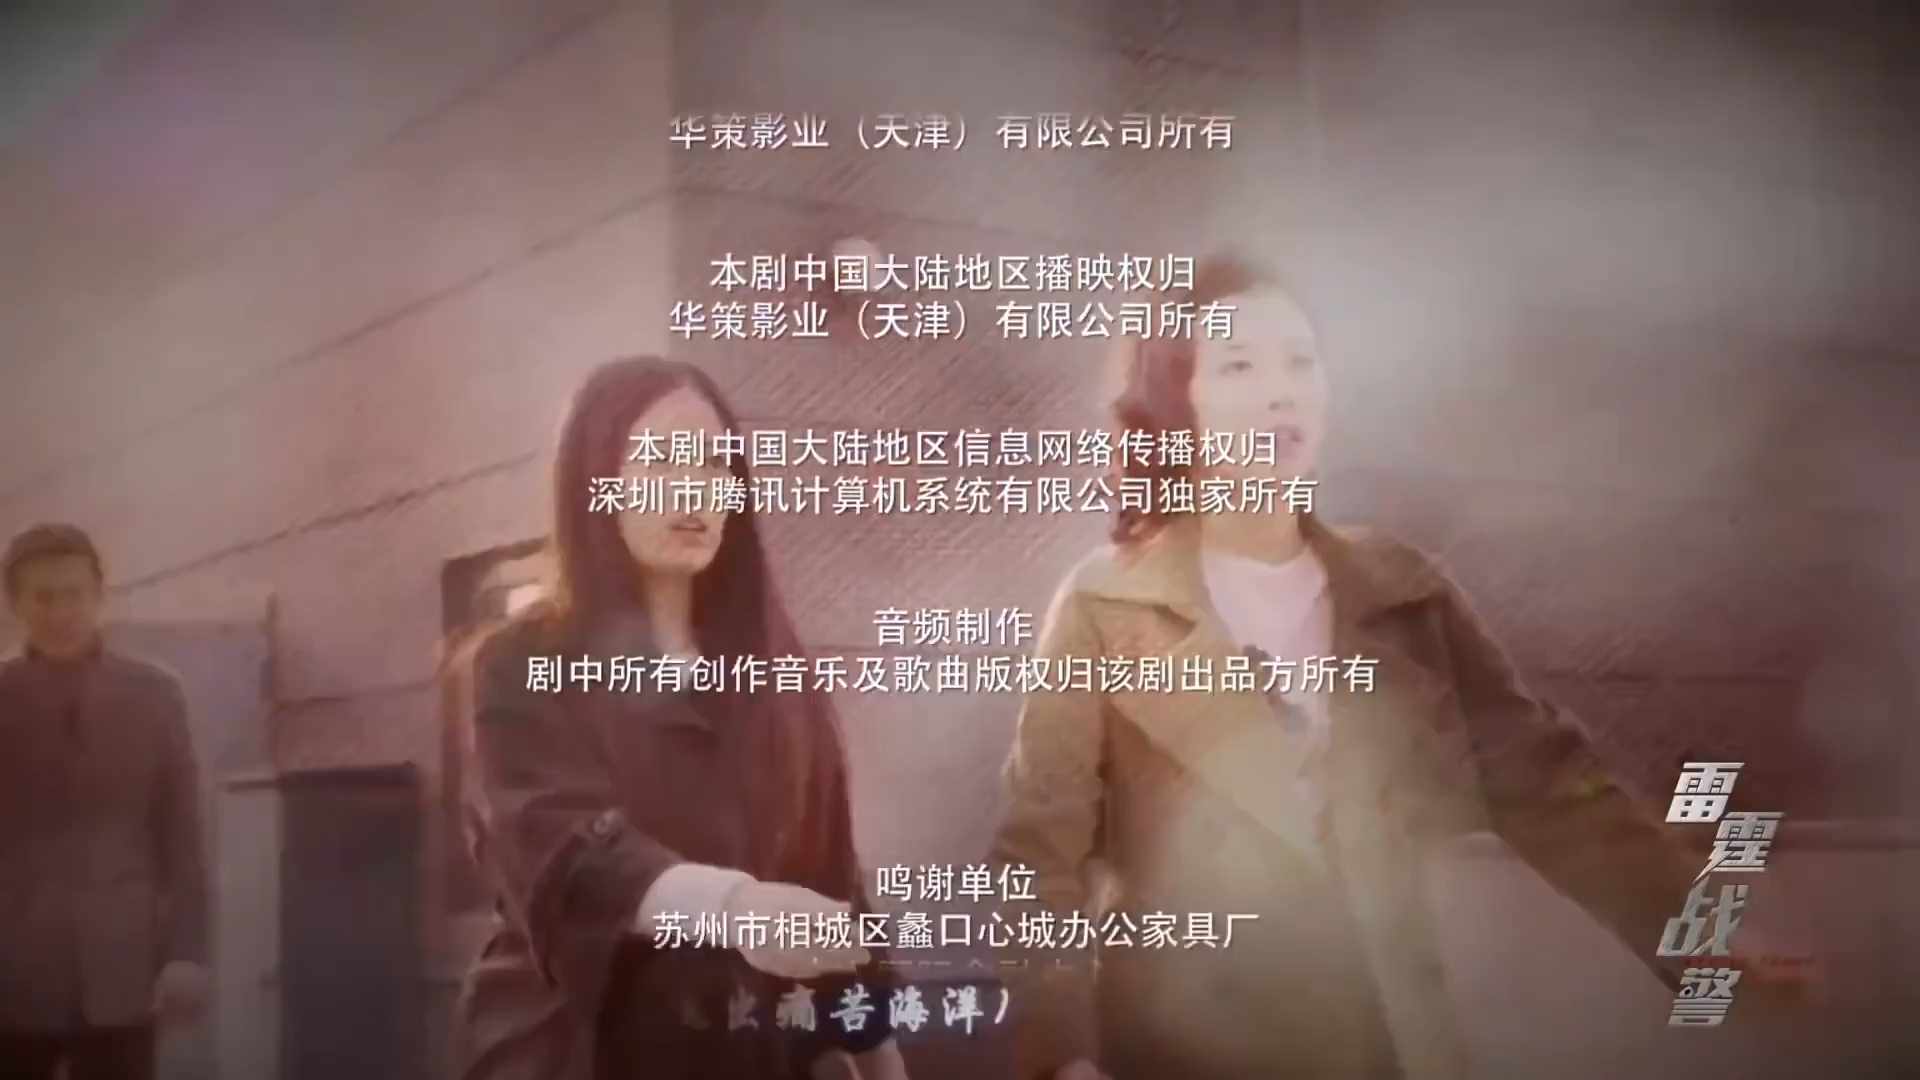 华策影业（天津）有限公司所有
本剧中国大陆地区播映权归
华策影业（天津）有限公司所有
本剧中国大陆地区信息网络传播权归
深圳市腾讯计算机系统有限公司独家所有
音频制作
剧中所有创作音乐及歌曲版权归该剧出品方所有
鸣谢单位
苏州市相城区蠡口心城办公家具厂
出痛苦海洋）
雷霆战警